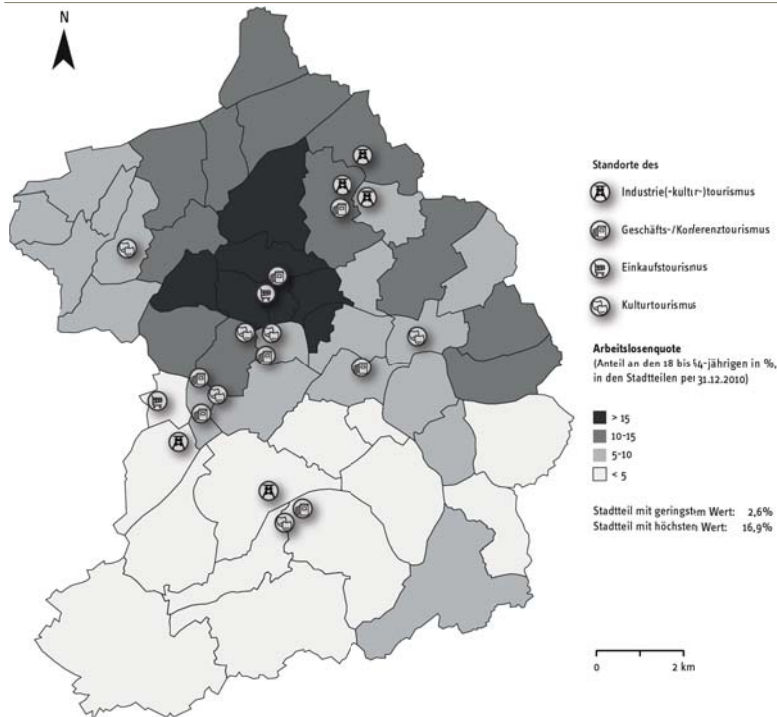 N
Standorte des
Industrie(-kultur-)tourismus
Geschäfts-/Konferenztourismus
Einkaufstourismus
Kulturtourismus
Arbeitslosenquote
(Anteil an den 18 bis 64-jährigen in %,
in den Stadtteilen per 31.12.2010)
> 15
10-15
5-10
< 5
Stadtteil mit geringstem Wert: 2,6%
Stadtteil mit höchsten Wert: 16,9%
0 2 km